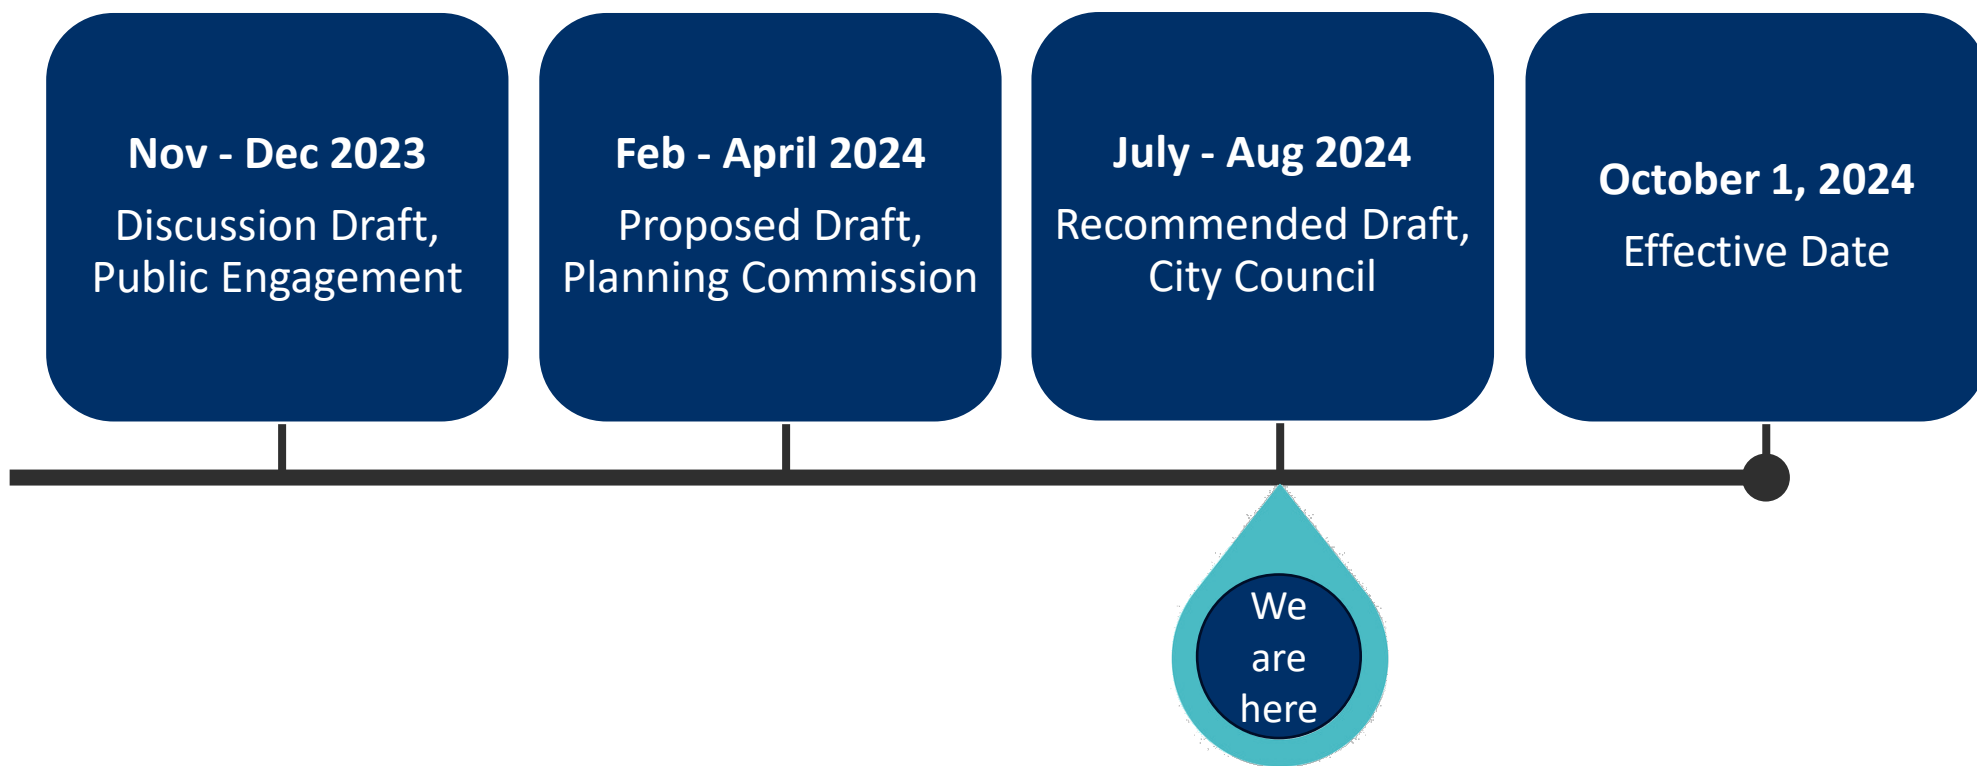 Nov - Dec 2023
Discussion Draft,
Public Engagement
Feb - April 2024
Proposed Draft,
Planning Commission
July - Aug 2024
Recommended Draft,
City Council
October 1, 2024
Effective Date
We
are
here